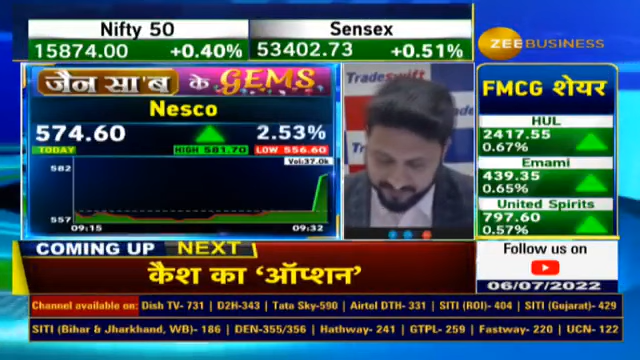 Nifty 50
15874.00 +0.40%
Sensex
53402.73 +0.51%
ZEE BUSINESS
जैन सा'ब के GEMS
Nesco
574.60 2.53%
TODAY HIGH 581.70 LOW 556.60
Vol:37.0k
582
557
09:15 09:32
Tradeswift
FMCG शेयर
HUL
2417.55
0.67%
Emami
439.35
0.65%
United Spirits
797.60
0.57%
COMING UP NEXT
कैश का ‘ऑप्शन’
Follow us on
06/07/2022
Channel available on: Dish TV- 731 | D2H-343 | Tata Sky-590 | Airtel DTH- 331 | SITI (ROI)- 404 | SITI (Gujarat)- 429
SITI (Bihar & Jharkhand, WB)- 186 | DEN-355/356 | Hathway- 241 | GTPL- 259 | Fastway- 220 | UCN- 122